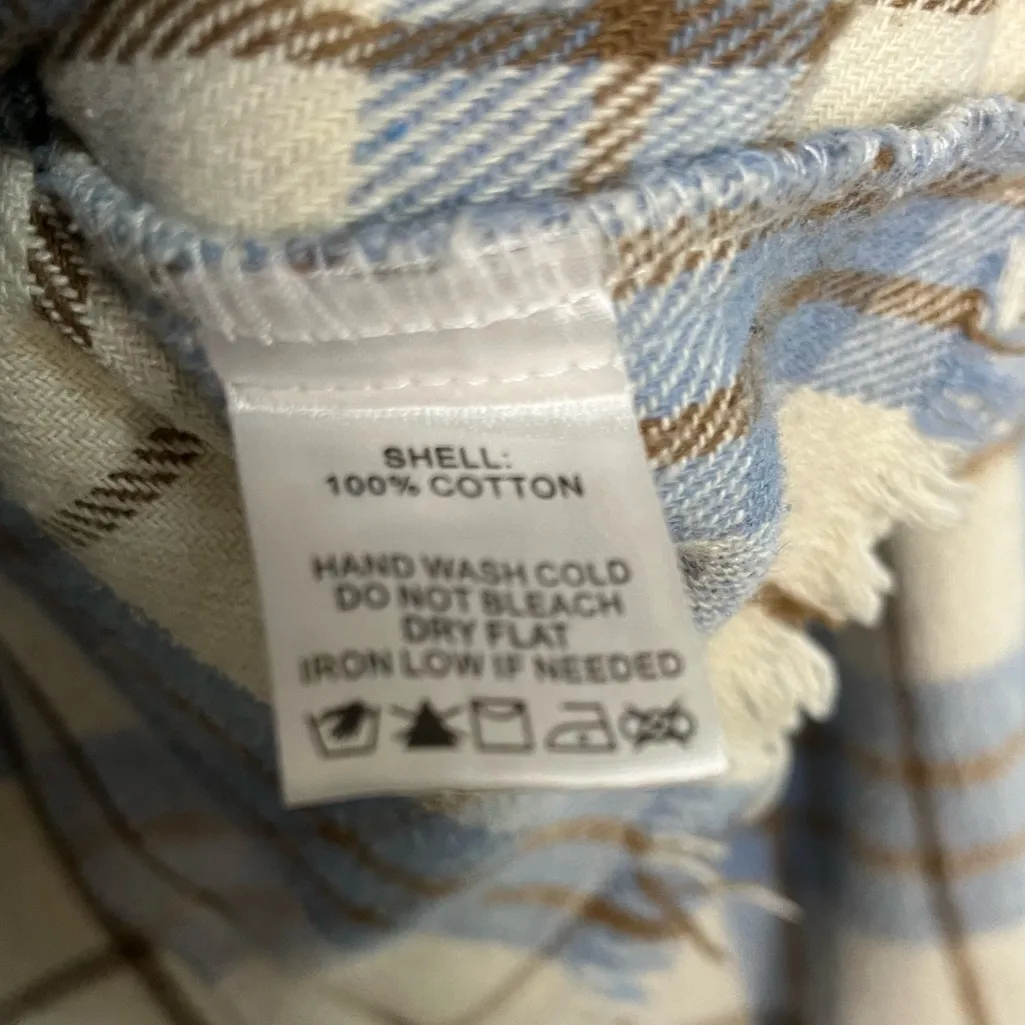 SHELL:
100% COTTON
HAND WASH COLD
DO NOT BLEACH
DRY FLAT
IRON LOW IF NEEDED